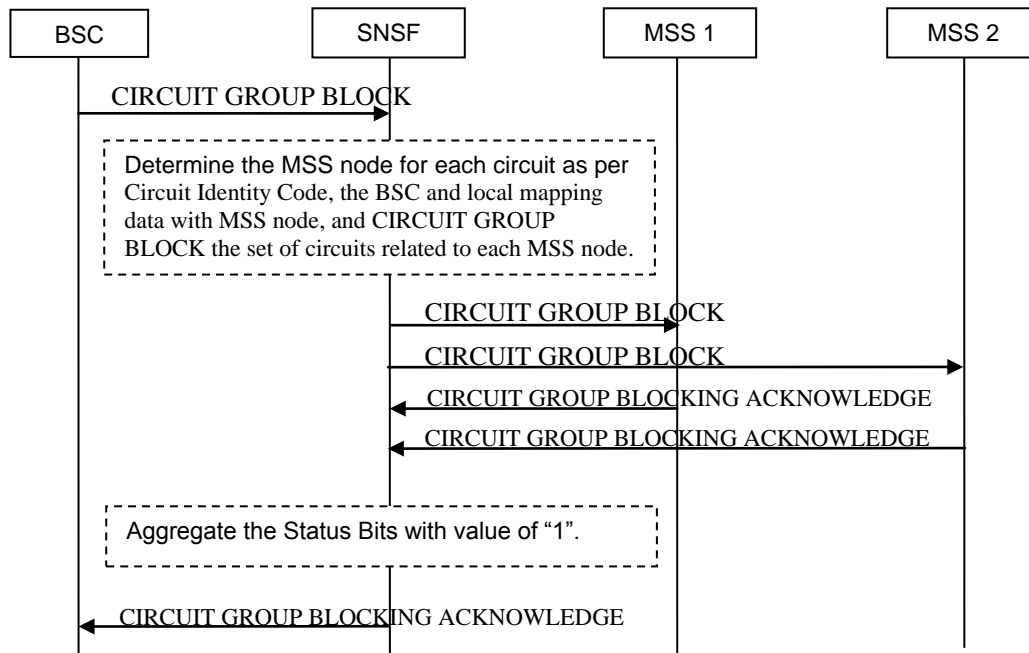 BSC
SNSF
MSS 1
MSS 2
CIRCUIT GROUP BLOCK
Determine the MSS node for each circuit as per
Circuit Identity Code, the BSC and local mapping
data with MSS node, and CIRCUIT GROUP
BLOCK the set of circuits related to each MSS node.
CIRCUIT GROUP BLOCK
CIRCUIT GROUP BLOCK
CIRCUIT GROUP BLOCKING ACKNOWLEDGE
CIRCUIT GROUP BLOCKING ACKNOWLEDGE
Aggregate the Status Bits with value of “1”.
CIRCUIT GROUP BLOCKING ACKNOWLEDGE